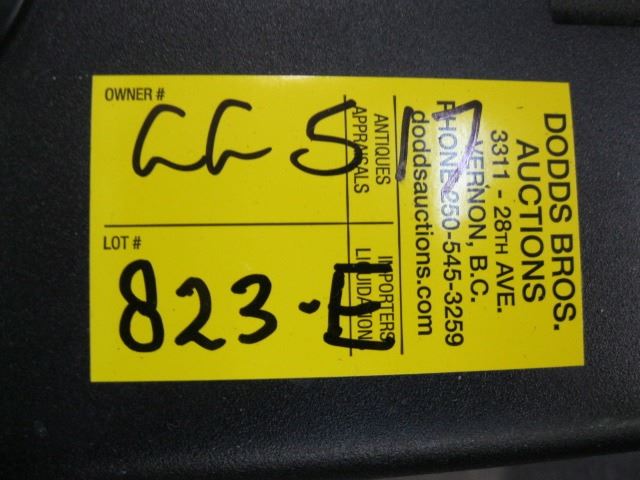 OWNER #
GG 517
LOT #
823-E
DODDS BROS.
AUCTIONS
3311 - 28TH AVE.
VERNON, B.C.
PHONE 250-545-3259
doddsauctions.com
ANTIQUES IMPORTERS
APPRAISALS LIQUIDATION